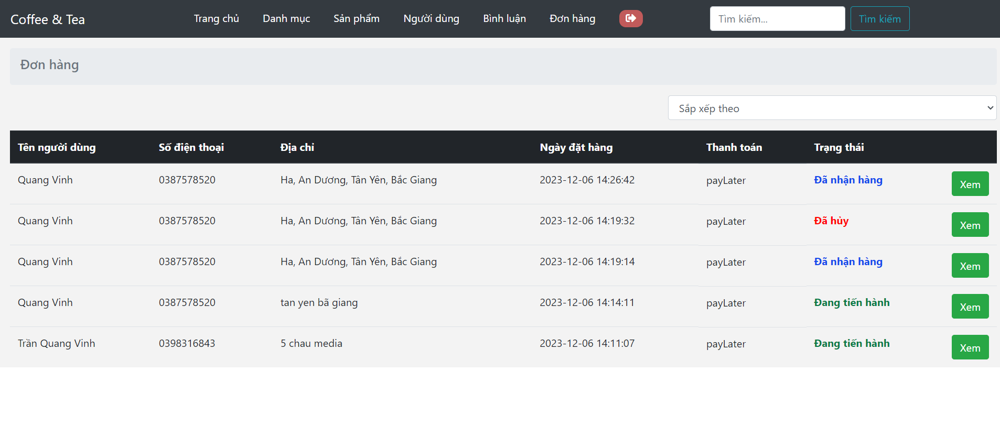 Coffee & Tea Trang chủ Danh mục Sản phẩm Người dùng Bình luận Đơn hàng Tìm kiếm... Tìm kiếm
Đơn hàng
Sắp xếp theo
Tên người dùng Số điện thoại Địa chỉ Ngày đặt hàng Thanh toán Trạng thái
Quang Vinh 0387578520 Ha, An Dương, Tân Yên, Bắc Giang 2023-12-06 14:26:42 payLater Đã nhận hàng Xem
Quang Vinh 0387578520 Ha, An Dương, Tân Yên, Bắc Giang 2023-12-06 14:19:32 payLater Đã hủy Xem
Quang Vinh 0387578520 Ha, An Dương, Tân Yên, Bắc Giang 2023-12-06 14:19:14 payLater Đã nhận hàng Xem
Quang Vinh 0387578520 tan yen bã giang 2023-12-06 14:14:11 payLater Đang tiến hành Xem
Trần Quang Vinh 0398316843 5 chau media 2023-12-06 14:11:07 payLater Đang tiến hành Xem